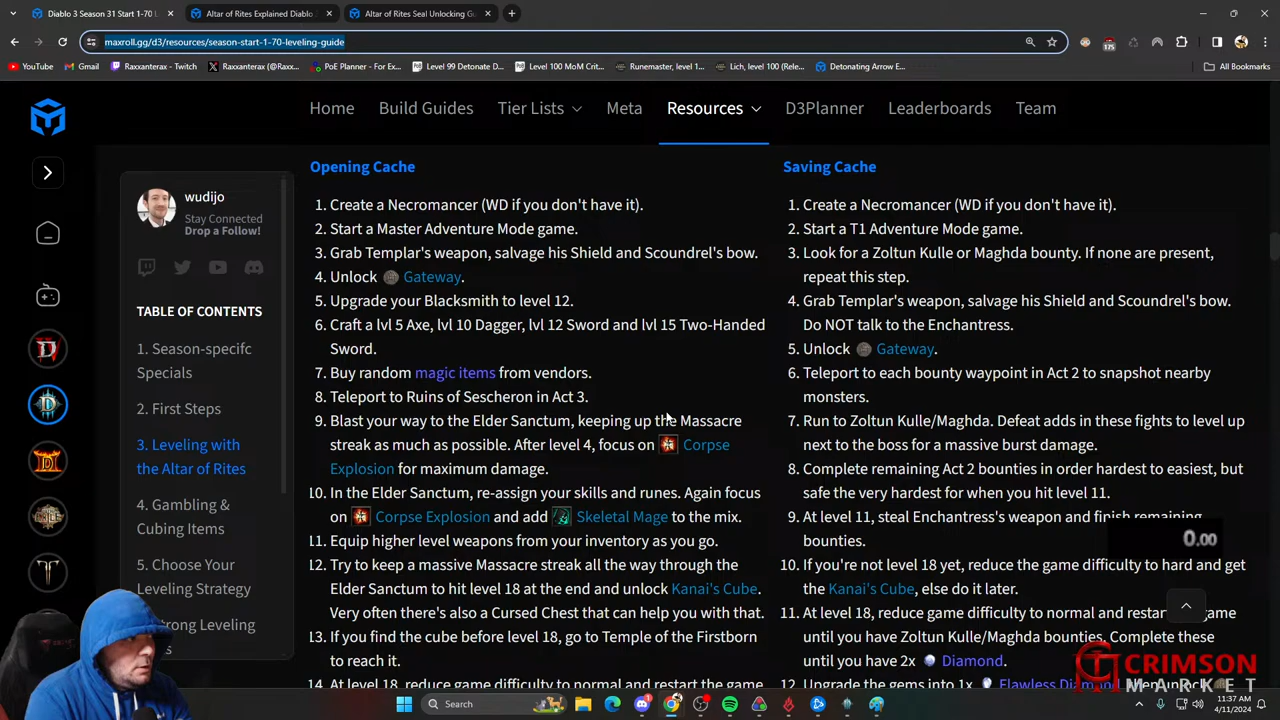 Diablo 3 Season 31 Start 1-70 L
Altar of Rites Explained Diablo
Altar of Rites Seal Unlocking Gu
maxroll.gg/d3/resources/season-start-1-70-leveling-guide
175
YouTube
Gmail
Raxxanterax - Twitch
Raxxanterax (@Raxx...
PoE Planner - For Ex...
Level 99 Detonate D...
Level 100 MoM Crit...
Runemaster, level 1...
Lich, level 100 (Rele...
Detonating Arrow E...
All Bookmarks
Home
Build Guides
Tier Lists
Meta
Resources
D3Planner
Leaderboards
Team
wudijo
Stay Connected
Drop a Follow!
TABLE OF CONTENTS
1. Season-specifc
Specials
2. First Steps
3. Leveling with
the Altar of Rites
4. Gambling &
Cubing Items
5. Choose Your
Leveling Strategy
trong Leveling
s
Opening Cache
1. Create a Necromancer (WD if you don't have it).
2. Start a Master Adventure Mode game.
3. Grab Templar's weapon, salvage his Shield and Scoundrel's bow.
4. Unlock Gateway.
5. Upgrade your Blacksmith to level 12.
6. Craft a lvl 5 Axe, lvl 10 Dagger, lvl 12 Sword and lvl 15 Two-Handed
Sword.
7. Buy random magic items from vendors.
8. Teleport to Ruins of Sescheron in Act 3.
9. Blast your way to the Elder Sanctum, keeping up the Massacre
streak as much as possible. After level 4, focus on Corpse
Explosion for maximum damage.
10. In the Elder Sanctum, re-assign your skills and runes. Again focus
on Corpse Explosion and add Skeletal Mage to the mix.
11. Equip higher level weapons from your inventory as you go.
12. Try to keep a massive Massacre streak all the way through the
Elder Sanctum to hit level 18 at the end and unlock Kanai's Cube.
Very often there's also a Cursed Chest that can help you with that.
13. If you find the cube before level 18, go to Temple of the Firstborn
to reach it.
14. At level 18, reduce game difficulty to normal and restart the game
Saving Cache
1. Create a Necromancer (WD if you don't have it).
2. Start a T1 Adventure Mode game.
3. Look for a Zoltun Kulle or Maghda bounty. If none are present,
repeat this step.
4. Grab Templar's weapon, salvage his Shield and Scoundrel's bow.
Do NOT talk to the Enchantress.
5. Unlock Gateway.
6. Teleport to each bounty waypoint in Act 2 to snapshot nearby
monsters.
7. Run to Zoltun Kulle/Maghda. Defeat adds in these fights to level up
next to the boss for a massive burst damage.
8. Complete remaining Act 2 bounties in order hardest to easiest, but
safe the very hardest for when you hit level 11.
9. At level 11, steal Enchantress's weapon and finish remaining
bounties.
10. If you're not level 18 yet, reduce the game difficulty to hard and get
the Kanai's Cube, else do it later.
11. At level 18, reduce game difficulty to normal and restar game
until you have Zoltun Kulle/Maghda bounties. Complete these
until you have 2x Diamond.
12. Upgrade the gems into 1x Flawless Diamond
0.00
CRIMSON
MARKET
Search
11:37 AM
4/11/2024